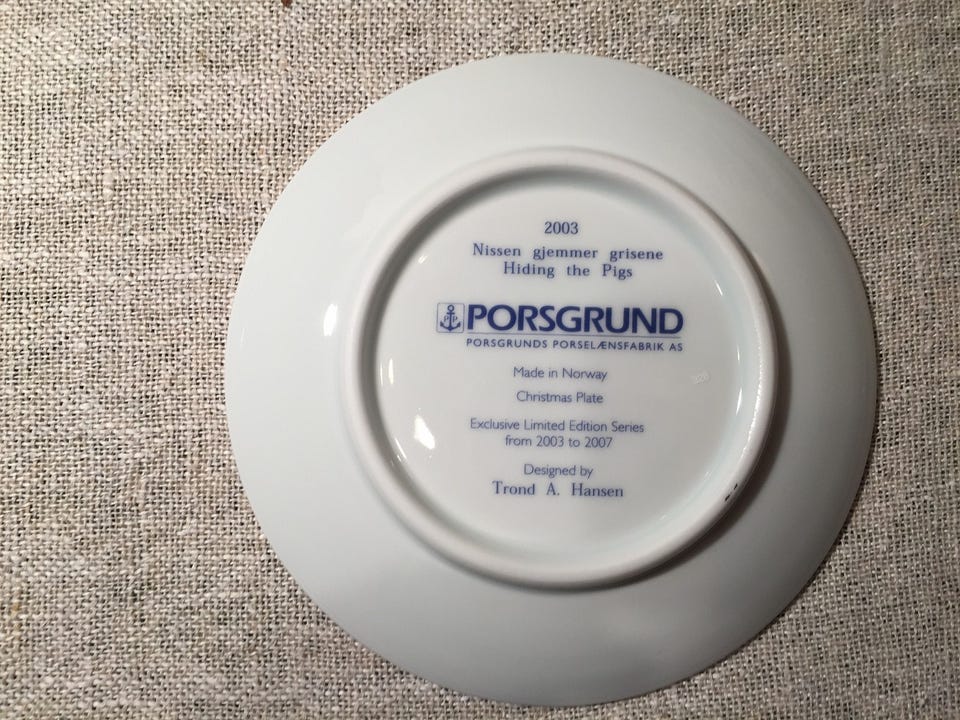 2003
Nissen gjemmer grisene
Hiding the Pigs
PORSGRUND
PORSGRUNDS PORSELÆNSFABRIK AS
Made in Norway
Christmas Plate
Exclusive Limited Edition Series
from 2003 to 2007
Designed by
Trond A. Hansen